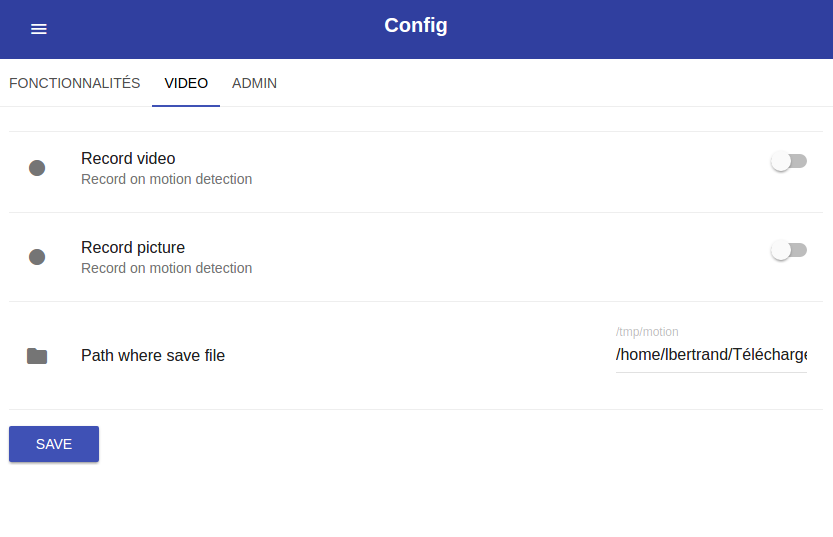 Config
FONCTIONNALITÉS VIDEO ADMIN
Record video
Record on motion detection
Record picture
Record on motion detection
/tmp/motion
Path where save file /home/lbertrand/Télécharge
SAVE